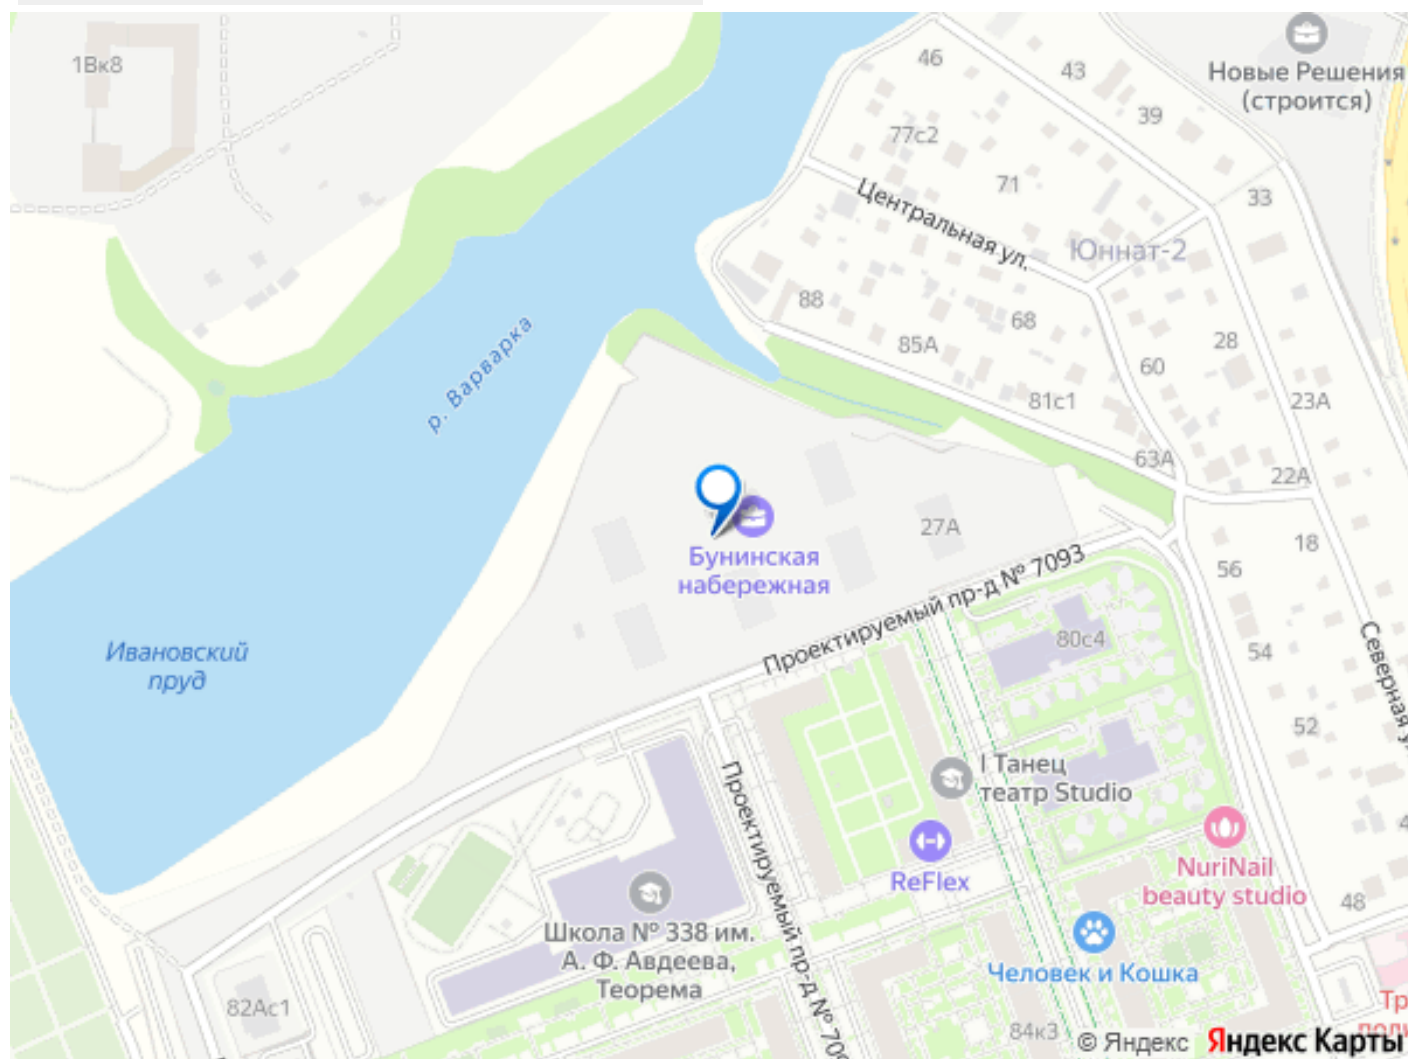 1Вк8
46
43
39
Новые Решения
(строится)
77с2
71
33
Центральная ул.
Юннат-2
88
68
28
85А
60
р. Варварка
81с1
23А
63А
22А
27А
18
Бунинская
набережная
56
Проектируемый пр-д № 7093
80с4
54
Северная
Ивановский
пруд
52
I Танец
театр Studio
Проектируемый пр-д №
ReFlex
NuriNail
beauty studio
48
Школа № 338 им.
А. Ф. Авдеева,
Теорема
Человек и Кошка
82Ас1
84к3
© Яндекс Яндекс Карты